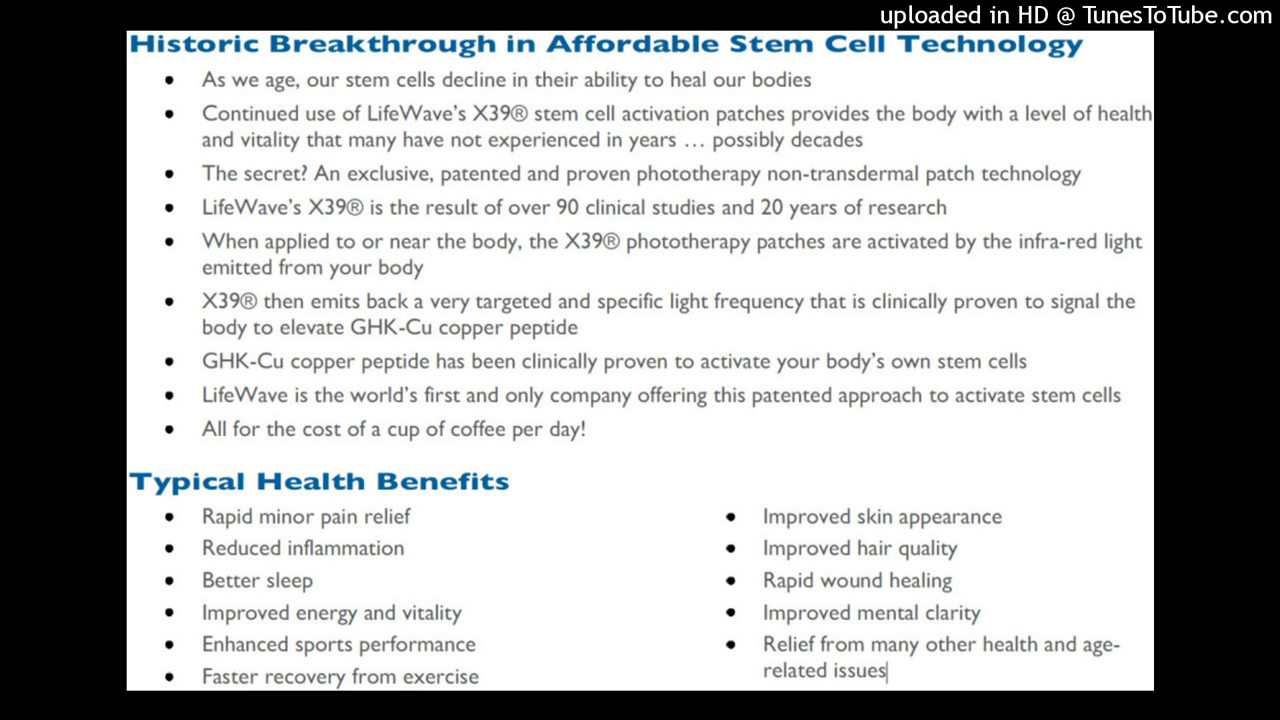 uploaded in HD @ TunesToTube.com
Historic Breakthrough in Affordable Stem Cell Technology
• As we age, our stem cells decline in their ability to heal our bodies
• Continued use of LifeWave's X39® stem cell activation patches provides the body with a level of health
and vitality that many have not experienced in years … possibly decades
• The secret? An exclusive, patented and proven phototherapy non-transdermal patch technology
• LifeWave's X39® is the result of over 90 clinical studies and 20 years of research
• When applied to or near the body, the X39® phototherapy patches are activated by the infra-red light
emitted from your body
• X39® then emits back a very targeted and specific light frequency that is clinically proven to signal the
body to elevate GHK-Cu copper peptide
• GHK-Cu copper peptide has been clinically proven to activate your body's own stem cells
• LifeWave is the world's first and only company offering this patented approach to activate stem cells
• All for the cost of a cup of coffee per day!
Typical Health Benefits
• Rapid minor pain relief
• Reduced inflammation
• Better sleep
• Improved energy and vitality
• Enhanced sports performance
• Faster recovery from exercise
• Improved skin appearance
• Improved hair quality
• Rapid wound healing
• Improved mental clarity
• Relief from many other health and age-
related issues